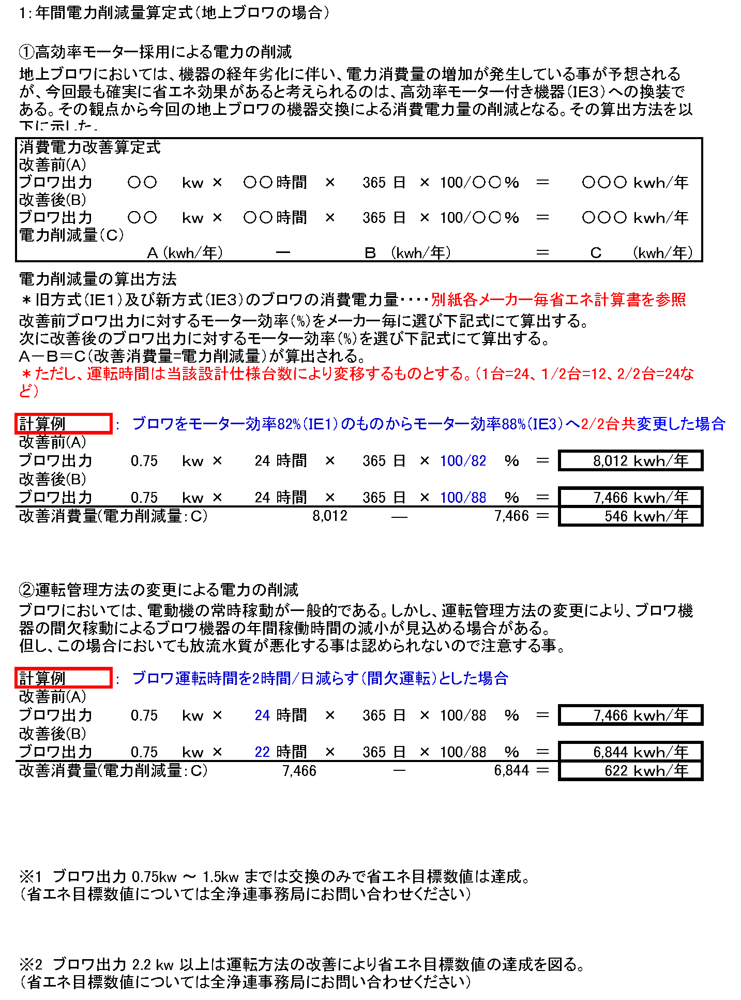 1：年間電力削減量算定式（地上ブロワの場合）
①高効率モーター採用による電力の削減
地上ブロワにおいては、機器の経年劣化に伴い、電力消費量の増加が発生している事が予想される
が、今回最も確実に省エネ効果があると考えられるのは、高効率モーター付き機器（IE３）への換装で
ある。その観点から今回の地上ブロワの機器交換による消費電力量の削減となる。その算出方法を以
下に示した。
消費電力改善算定式
改善前(A)
ブロワ出力 〇〇 ｋｗ × 〇〇 時間 × 365 日 × 100/〇〇 ％ ＝ 〇〇〇 ｋｗｈ/年
改善後(B)
ブロワ出力 〇〇 ｋｗ × 〇〇 時間 × 365 日 × 100/〇〇 ％ ＝ 〇〇〇 ｋｗｈ/年
電力削減量（Ｃ）
Ａ (kwh/年) － Ｂ (kwh/年) ＝ Ｃ (kwh/年)
電力削減量の算出方法
＊旧方式（IE１）及び新方式（IE３）のブロワの消費電力量････別紙各メーカー毎省エネ計算書を参照
改善前ブロワ出力に対するモーター効率（%)をメーカー毎に選び下記式にて算出する。
次に改善後のブロワ出力に対するモーター効率（%)を選び下記式にて算出する。
Ａ－Ｂ＝Ｃ（改善消費量=電力削減量）が算出される。
＊ただし、運転時間は当該設計仕様台数により変移するものとする。（１台=24、１/2台=12、2/2台=24な
ど）
計算例 ： ブロワをモーター効率82%（IE１）のものからモーター効率88%（IE3）へ2/2台共変更した場合
改善前(A)
ブロワ出力 0.75 ｋｗ × 24 時間 × 365 日 × 100/82 ％ ＝ 8,012 ｋｗｈ/年
改善後(B)
ブロワ出力 0.75 ｋｗ × 24 時間 × 365 日 × 100/88 ％ ＝ 7,466 ｋｗｈ/年
改善消費量(電力削減量：Ｃ） 8,012 ― 7,466 ＝ 546 ｋｗｈ/年
②運転管理方法の変更による電力の削減
ブロワにおいては、電動機の常時稼動が一般的である。しかし、運転管理方法の変更により、ブロワ機
器の間欠稼動によるブロワ機器の年間稼働時間の減小が見込める場合がある。
但し、この場合においても放流水質が悪化する事は認められないので注意する事。
計算例 ： ブロワ運転時間を2時間/日減らす（間欠運転）とした場合
改善前(A)
ブロワ出力 0.75 ｋｗ × 24 時間 × 365 日 × 100/88 ％ ＝ 7,466 ｋｗｈ/年
改善後(B)
ブロワ出力 0.75 ｋｗ × 22 時間 × 365 日 × 100/88 ％ ＝ 6,844 ｋｗｈ/年
改善消費量(電力削減量：Ｃ） 7,466 － 6,844 ＝ 622 ｋｗｈ/年
※1 ブロワ出力 0.75kw ～ 1.5kw までは交換のみで省エネ目標数値は達成。
（省エネ目標数値については全浄連事務局にお問い合わせください）
※2 ブロワ出力 2.2 kw 以上は運転方法の改善により省エネ目標数値の達成を図る。
（省エネ目標数値については全浄連事務局にお問い合わせください）